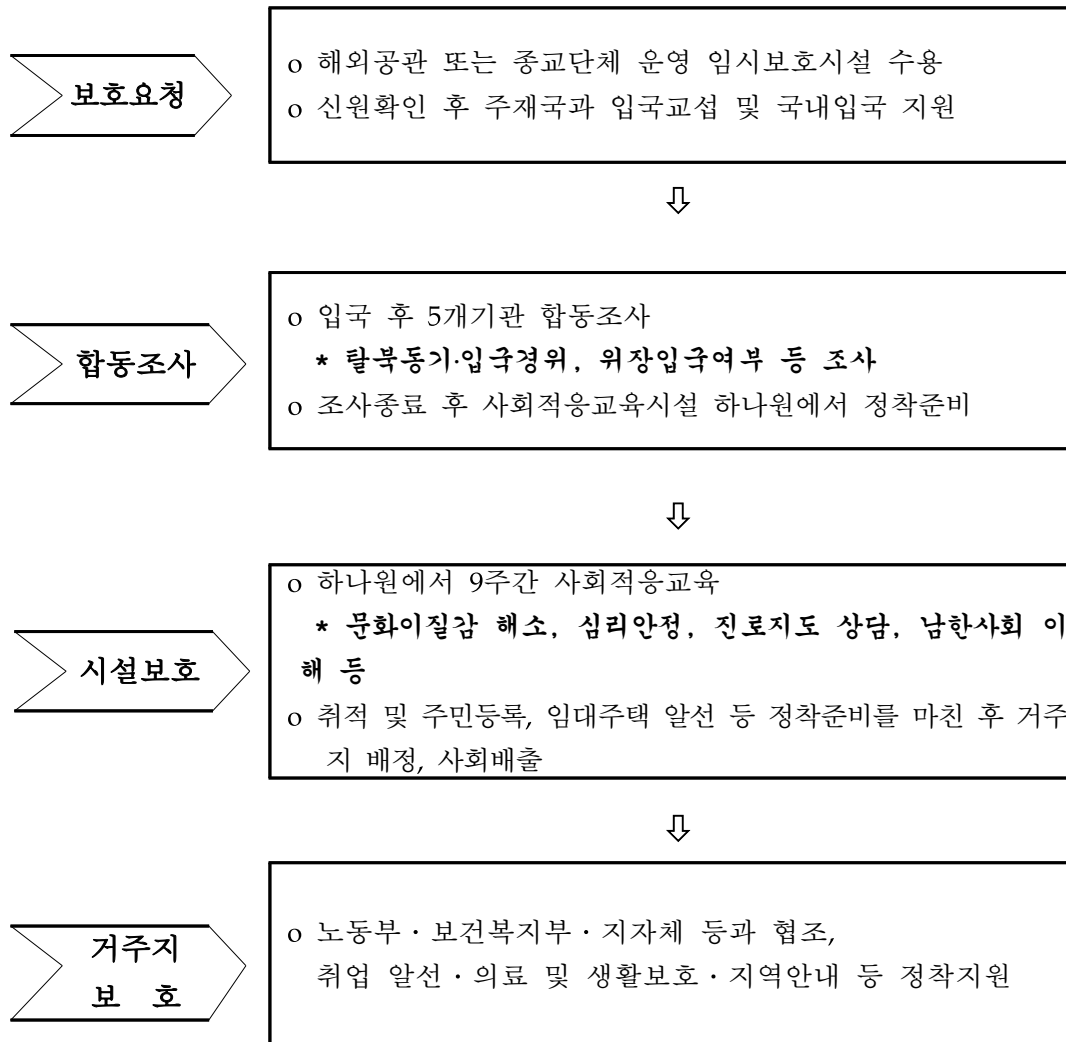 보호요청
o 해외공관 또는 종교단체 운영 임시보호시설 수용
o 신원확인 후 주재국과 입국교섭 및 국내입국 지원
⇩
합동조사
o 입국 후 5개기관 합동조사
* 탈북동기·입국경위, 위장입국여부 등 조사
o 조사종료 후 사회적응교육시설 하나원에서 정착준비
⇩
시설보호
o 하나원에서 9주간 사회적응교육
* 문화이질감 해소, 심리안정, 진로지도 상담, 남한사회 이
해 등
o 취적 및 주민등록, 임대주택 알선 등 정착준비를 마친 후 거주
지 배정, 사회배출
⇩
거주지
보 호
o 노동부·보건복지부·지자체 등과 협조,
취업 알선·의료 및 생활보호·지역안내 등 정착지원